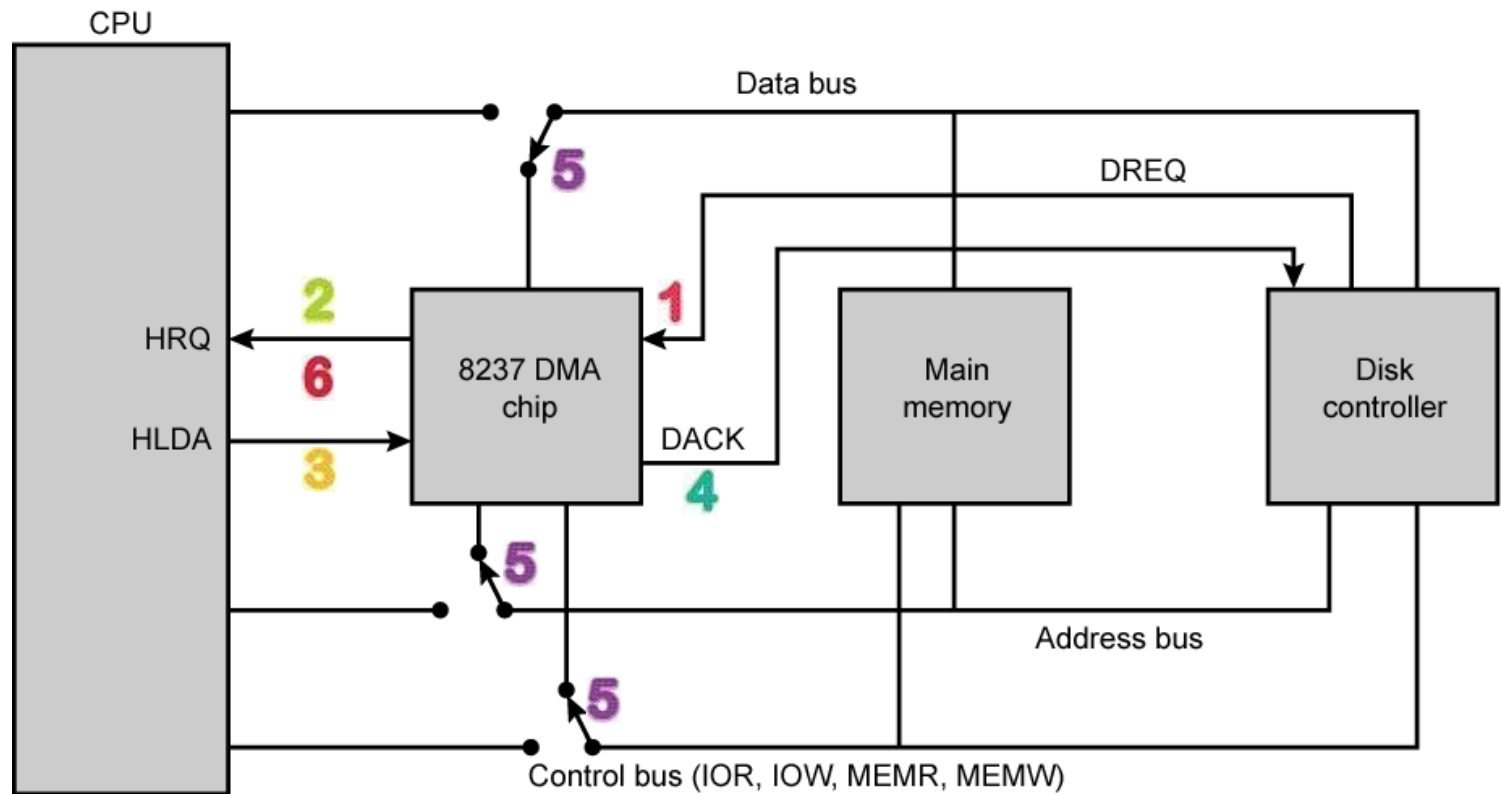 CPU
Data bus
5
DREQ
2
1
HRQ
6
8237 DMA
chip
Main
memory
Disk
controller
HLDA
3
DACK
4
5
Address bus
5
Control bus (IOR, IOW, MEMR, MEMW)